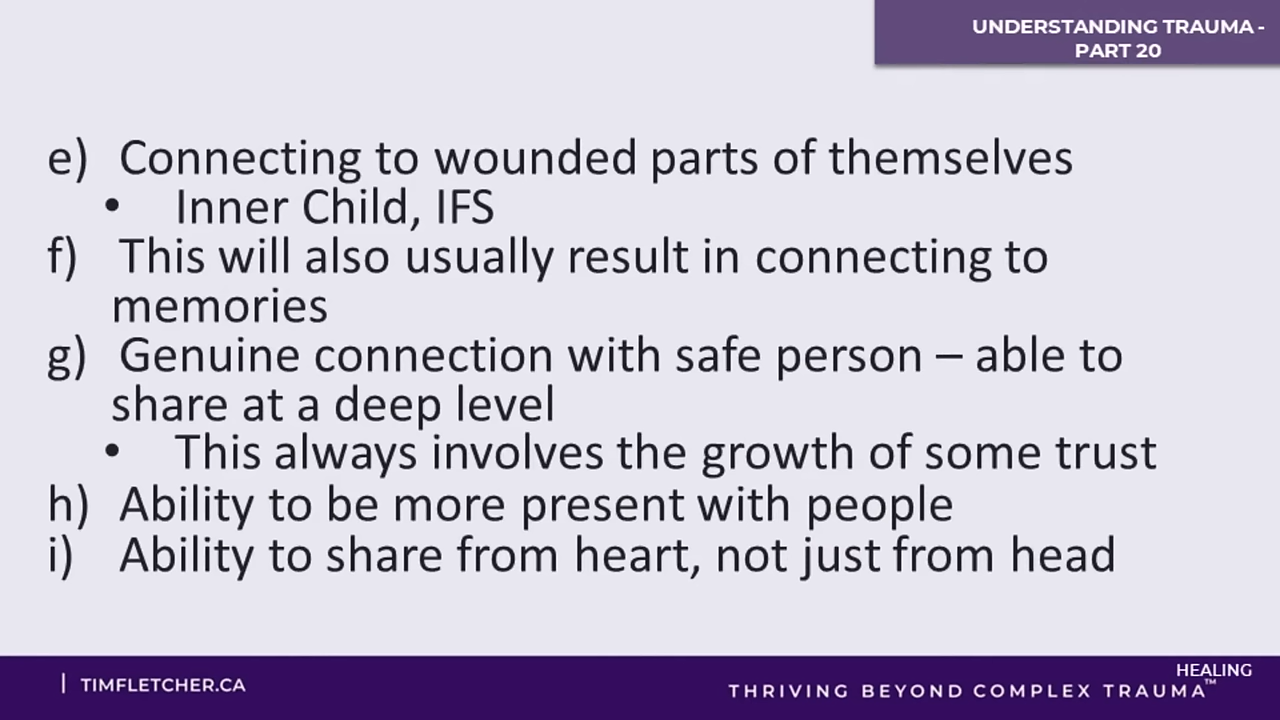 UNDERSTANDING TRAUMA -
PART 20
e) Connecting to wounded parts of themselves
• Inner Child, IFS
f) This will also usually result in connecting to
memories
g) Genuine connection with safe person – able to
share at a deep level
• This always involves the growth of some trust
h) Ability to be more present with people
i) Ability to share from heart, not just from head
| TIMFLETCHER.CA
HEALING
THRIVING BEYOND COMPLEX TRAUMA™